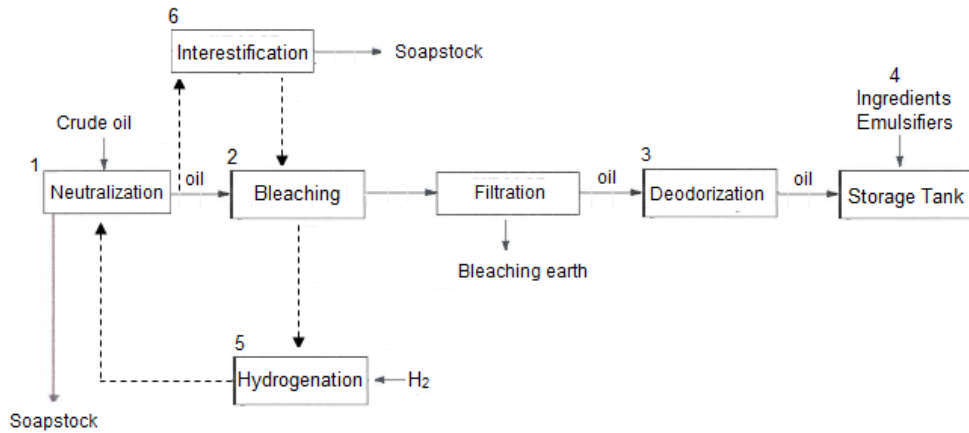 6
Interestification
Soapstock
4
Ingredients
Emulsifiers
Crude oil
1
Neutralization
oil
2
Bleaching
Filtration
oil
3
Deodorization
oil
Storage Tank
Bleaching earth
5
Hydrogenation
H₂
Soapstock